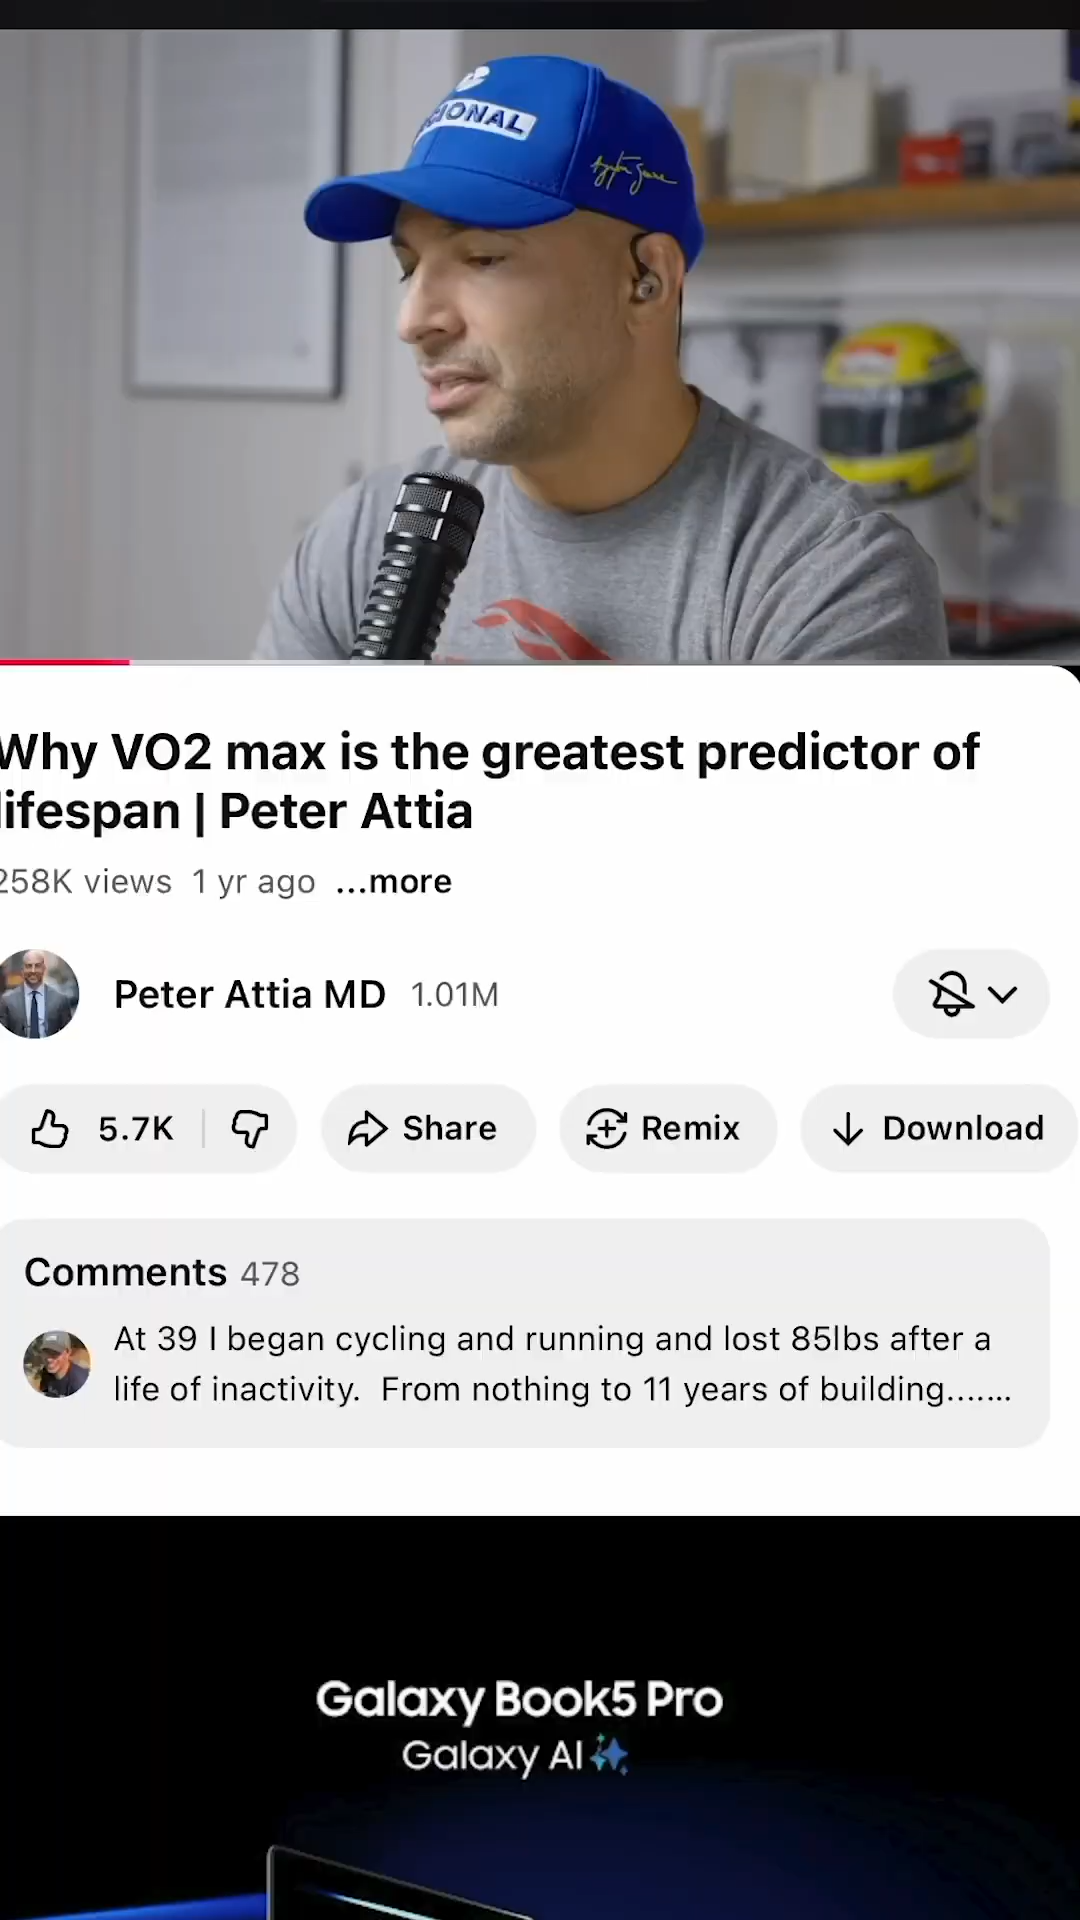 IONAL
Why VO2 max is the greatest predictor of
lifespan | Peter Attia
258K views 1 yr ago ...more
Peter Attia MD 1.01M
5.7K
Share
Remix
Download
Comments 478
At 39 I began cycling and running and lost 85lbs after a
life of inactivity.  From nothing to 11 years of building.......
Galaxy Book5 Pro
Galaxy AI